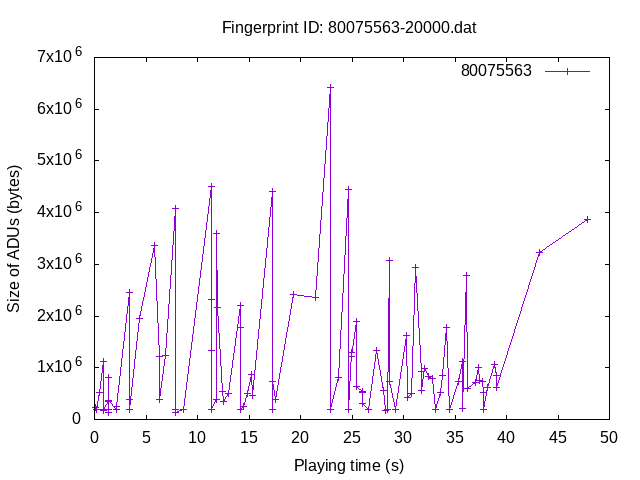 Fingerprint ID: 80075563-20000.dat
80075563
7x10^6
6x10^6
5x10^6
4x10^6
3x10^6
2x10^6
1x10^6
0
Size of ADUs (bytes)
0 5 10 15 20 25 30 35 40 45 50
Playing time (s)